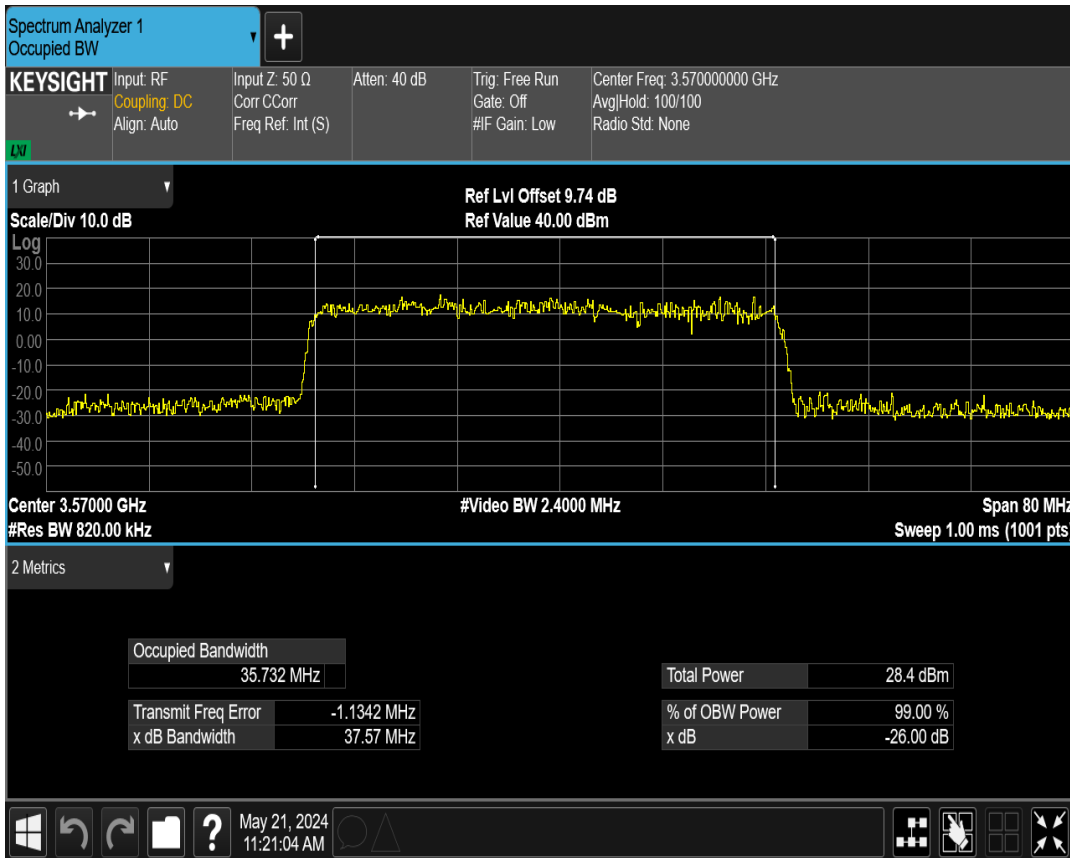 Spectrum Analyzer 1
Occupied BW
KEYSIGHT
Input: RF
Coupling: DC
Align: Auto
Input Z: 50 Ω
Corr CCorr
Freq Ref: Int (S)
Atten: 40 dB
Trig: Free Run
Gate: Off
#IF Gain: Low
Center Freq: 3.570000000 GHz
Avg|Hold: 100/100
Radio Std: None
LXI
1 Graph
Ref Lvl Offset 9.74 dB
Scale/Div 10.0 dB
Ref Value 40.00 dBm
Log
30.0
20.0
10.0
0.00
-10.0
-20.0
-30.0
-40.0
-50.0
Center 3.57000 GHz
#Video BW 2.4000 MHz
Span 80 MHz
#Res BW 820.00 kHz
Sweep 1.00 ms (1001 pts)
2 Metrics
Occupied Bandwidth
35.732 MHz
Total Power 28.4 dBm
Transmit Freq Error -1.1342 MHz
% of OBW Power 99.00 %
x dB Bandwidth 37.57 MHz
x dB -26.00 dB
?
May 21, 2024
11:21:04 AM